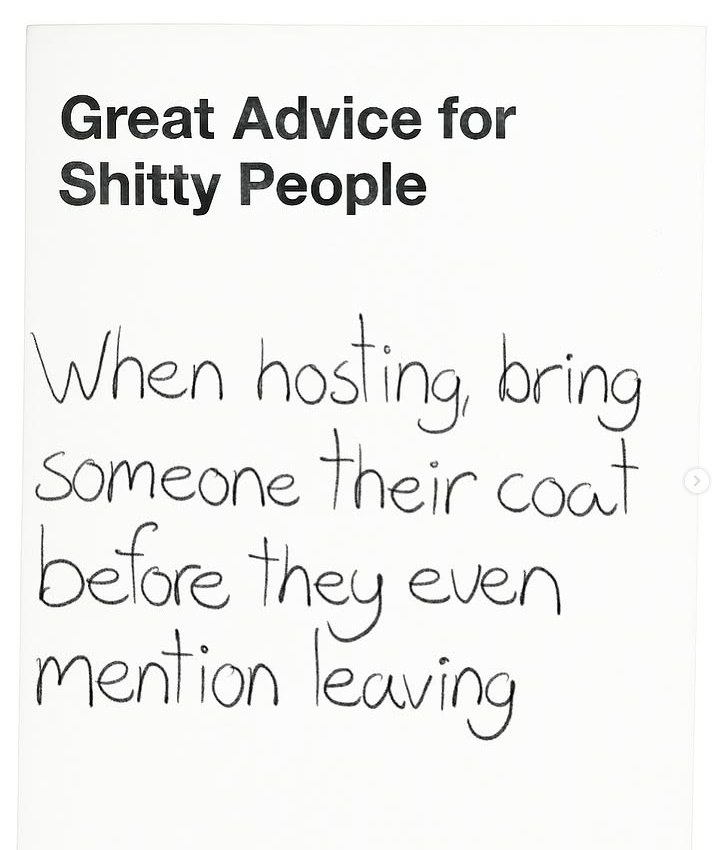 Great Advice for
Shitty People
When hosting, bring
someone their coat
before they even
mention leaving